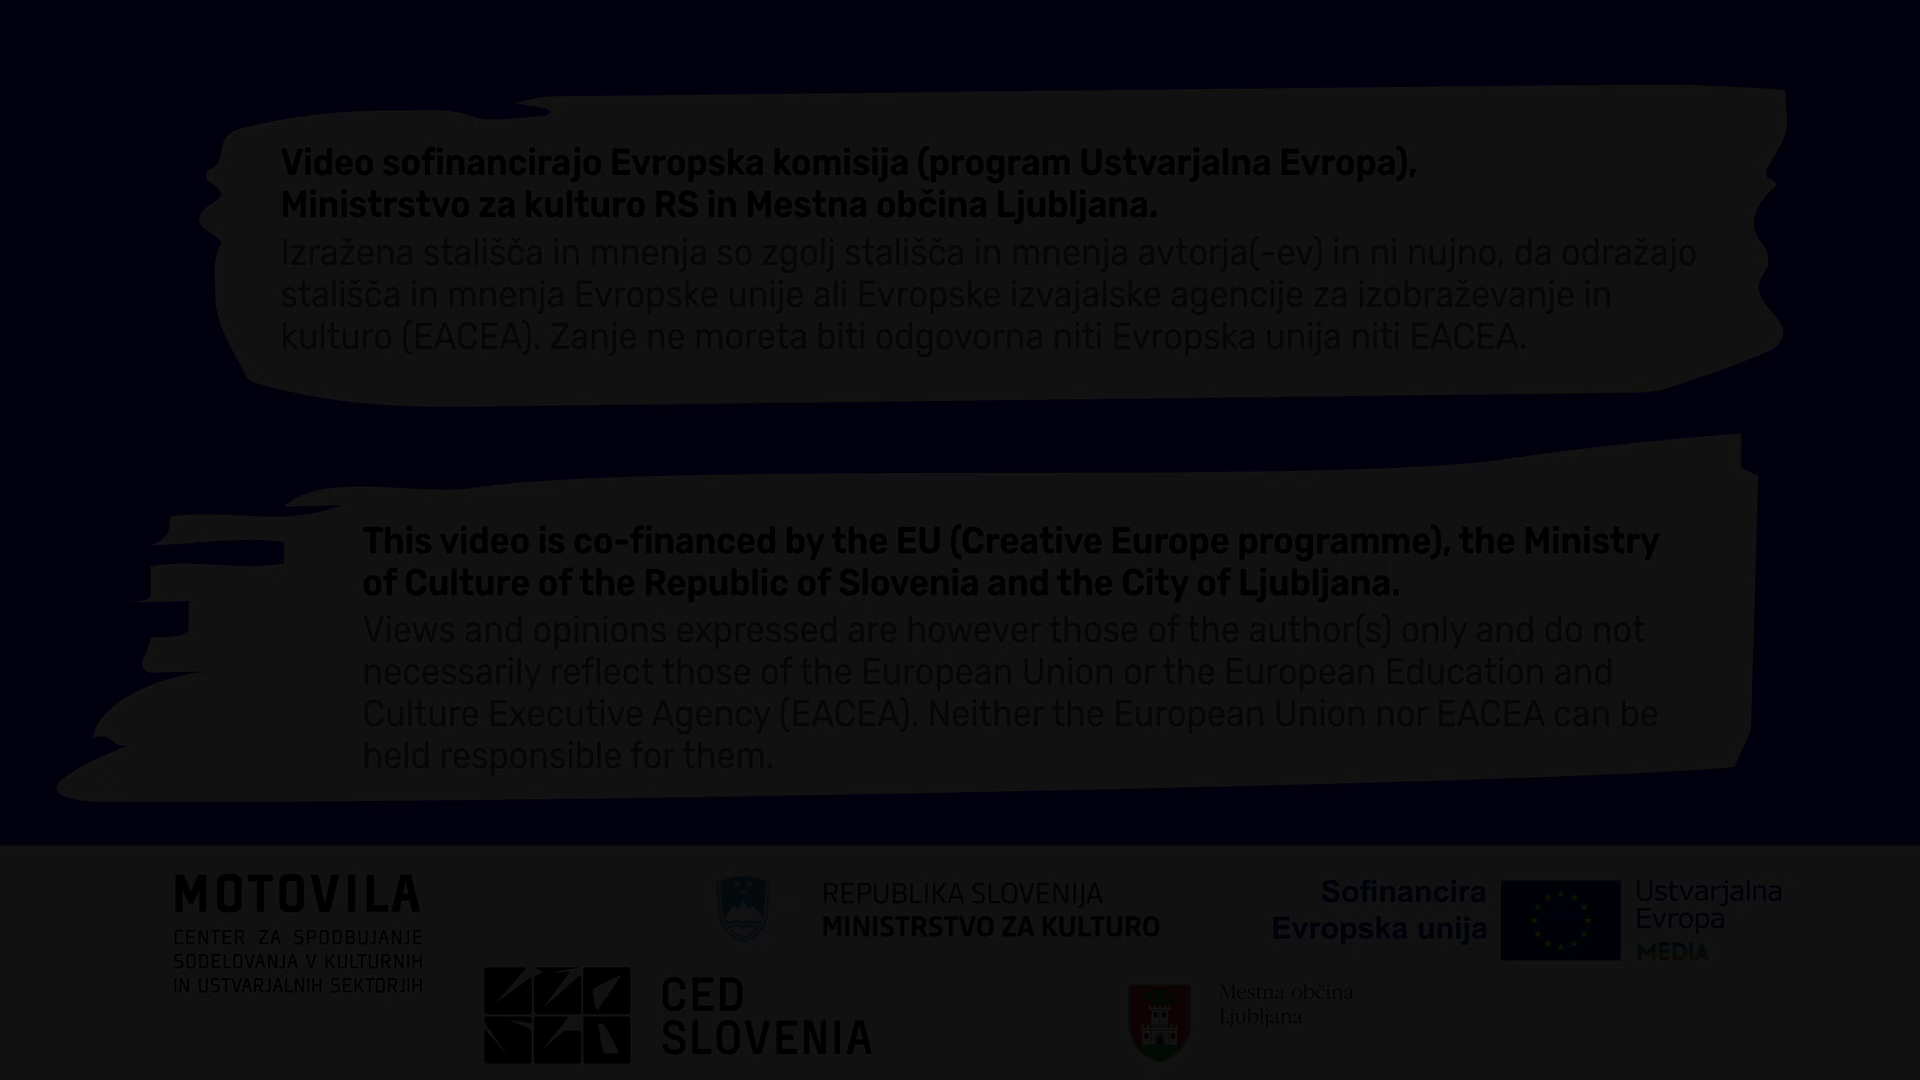 Video sofinancirajo Evropska komisija (program Ustvarjalna Evropa),
Ministrstvo za kulturo RS in Mestna občina Ljubljana.
Izražena stališča in mnenja so zgolj stališča in mnenja avtorja(-ev) in ni nujno, da odražajo
stališča in mnenja Evropske unije ali Evropske izvajalske agencije za izobraževanje in
kulturo (EACEA). Zanje ne moreta biti odgovorna niti Evropska unija niti EACEA.
This video is co-financed by the EU (Creative Europe programme), the Ministry
of Culture of the Republic of Slovenia and the City of Ljubljana.
Views and opinions expressed are however those of the author(s) only and do not
necessarily reflect those of the European Union or the European Education and
Culture Executive Agency (EACEA). Neither the European Union nor EACEA can be
held responsible for them.
MOTOVILA
CENTER ZA SPODBUJANJE
SODELOVANJA V KULTURNIH
IN USTVARJALNIH SEKTORJIH
CED
SLOVENIA
REPUBLIKA SLOVENIJA
MINISTRSTVO ZA KULTURO
Mestna občina
Ljubljana
Sofinancira
Evropska unija
Ustvarjalna
Evropa
MEDIA